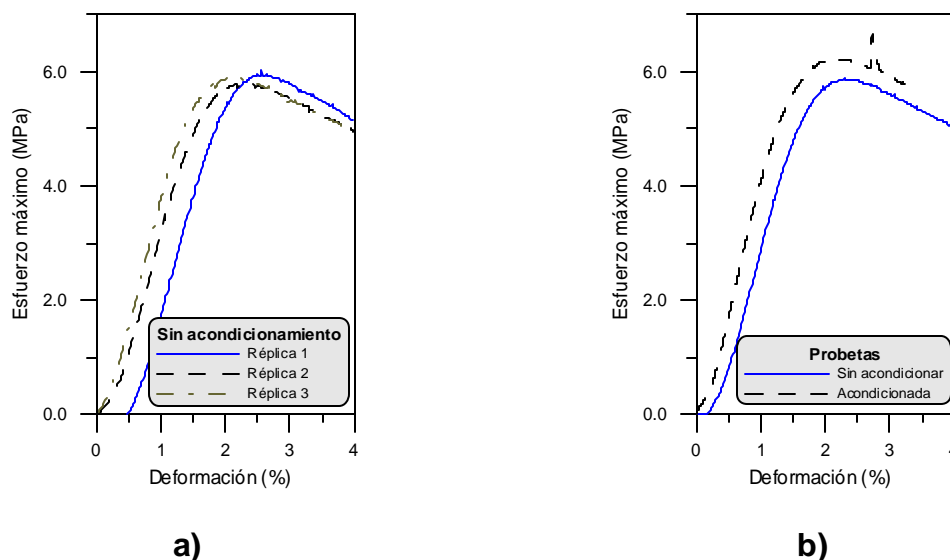 6.0
4.0
2.0
0.0
Esfuerzo máximo (MPa)
Sin acondicionamiento
Réplica 1
Réplica 2
Réplica 3
0 1 2 3 4
Deformación (%)
a)
6.0
4.0
2.0
0.0
Esfuerzo máximo (MPa)
Probetas
Sin acondicionar
Acondicionada
0 1 2 3
Deformación (%)
b)